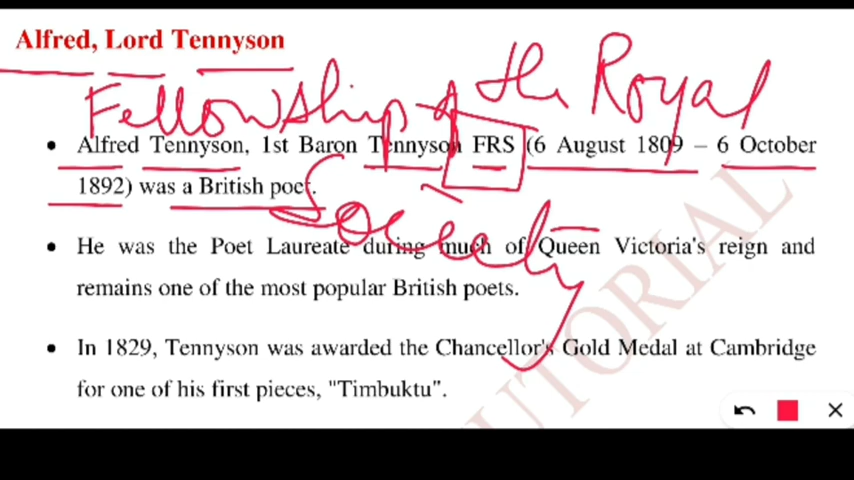 Alfred, Lord Tennyson
Fellowship of the Royal
• Alfred Tennyson, 1st Baron Tennyson FRS (6 August 1809 – 6 October
1892) was a British poet.
Society
• He was the Poet Laureate during much of Queen Victoria's reign and
remains one of the most popular British poets.
• In 1829, Tennyson was awarded the Chancellor's Gold Medal at Cambridge
for one of his first pieces, "Timbuktu".
TUTORIAL